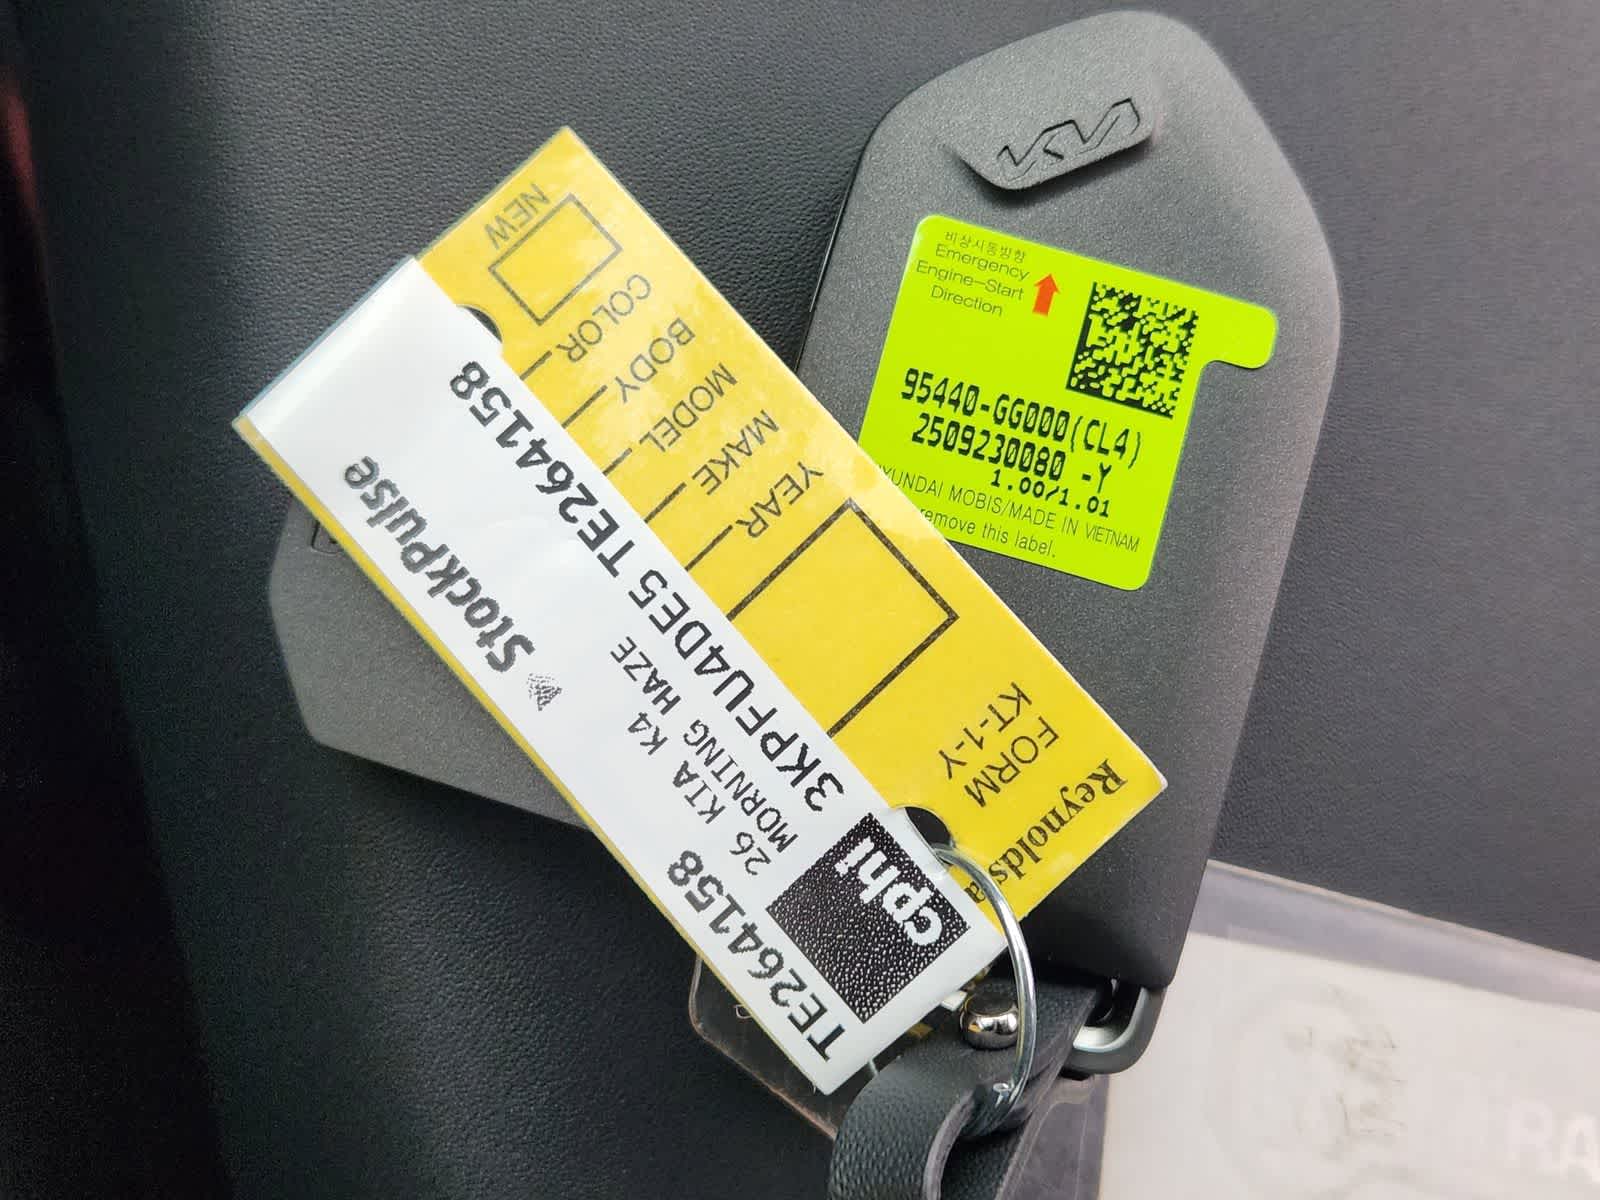 KIA
비상시동방향
Emergency
Engine-Start
Direction
95440-GG000(CL4)
2509230080 -Y
1.00/1.01
HYUNDAI MOBIS/MADE IN VIETNAM
remove this label.
Reynolds a
FORM
KT-1-Y
YEAR
MAKE
MODEL
BODY
COLOR
NEW
cphi
3KPFU4DE5 TE264158
26 KIA K4
MORNING HAZE
TE264158
StockPulse
RA